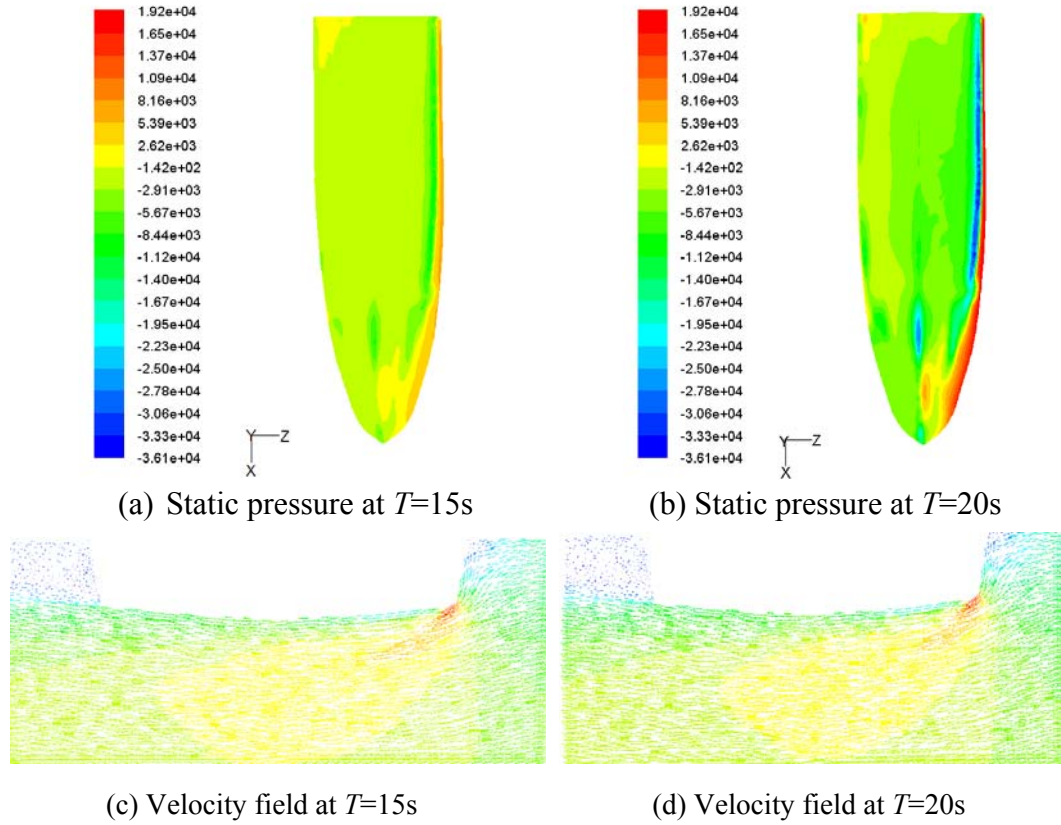 1.92e+04
1.65e+04
1.37e+04
1.09e+04
8.16e+03
5.39e+03
2.62e+03
-1.42e+02
-2.91e+03
-5.67e+03
-8.44e+03
-1.12e+04
-1.40e+04
-1.67e+04
-1.95e+04
-2.23e+04
-2.50e+04
-2.78e+04
-3.06e+04
-3.33e+04
-3.61e+04
Y Z
X
1.92e+04
1.65e+04
1.37e+04
1.09e+04
8.16e+03
5.39e+03
2.62e+03
-1.42e+02
-2.91e+03
-5.67e+03
-8.44e+03
-1.12e+04
-1.40e+04
-1.67e+04
-1.95e+04
-2.23e+04
-2.50e+04
-2.78e+04
-3.06e+04
-3.33e+04
-3.61e+04
Y Z
X
(a) Static pressure at T=15s
(b) Static pressure at T=20s
(c) Velocity field at T=15s
(d) Velocity field at T=20s